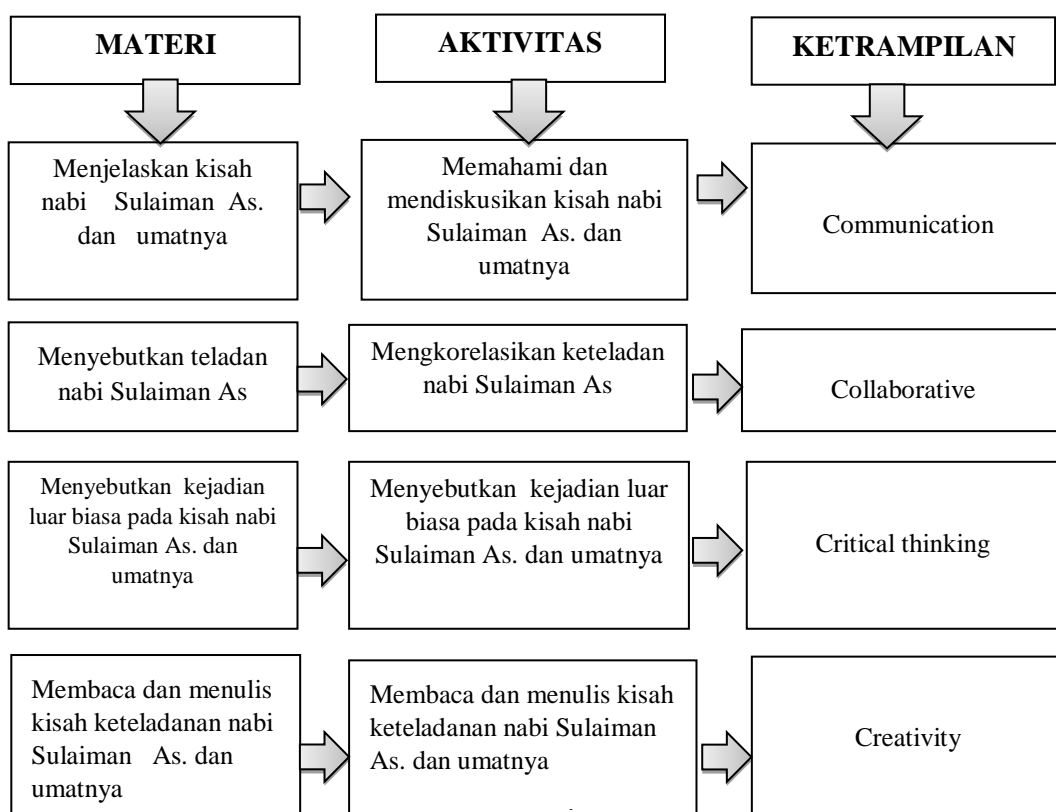 MATERI
AKTIVITAS
KETRAMPILAN
Menjelaskan kisah
nabi Sulaiman As.
dan umatnya
Memahami dan
mendiskusikan kisah nabi
Sulaiman As. dan
umatnya
Communication
Menyebutkan teladan
nabi Sulaiman As
Mengkorelasikan keteladan
nabi Sulaiman As
Collaborative
Menyebutkan kejadian
luar biasa pada kisah nabi
Sulaiman As. dan
umatnya
Menyebutkan kejadian luar
biasa pada kisah nabi
Sulaiman As. dan umatnya
Critical thinking
Membaca dan menulis
kisah keteladanan nabi
Sulaiman As. dan
umatnya
Membaca dan menulis kisah
keteladanan nabi Sulaiman
As. dan umatnya
Creativity